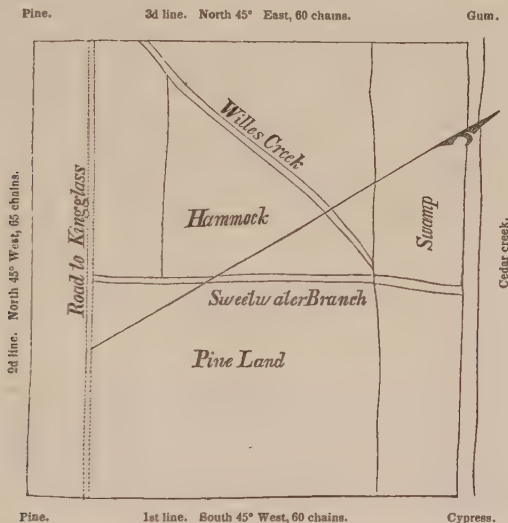 Pine. 3d line. North 45° East, 60 chains. Gum.
2d line. North 45° West, 65 chains.
Road to Kingglass
Willes Creek
Hammock
Swamp
Cedar creek.
Sweetwater Branch
Pine Land
Pine. 1st line. South 45° West, 60 chains. Cypress.